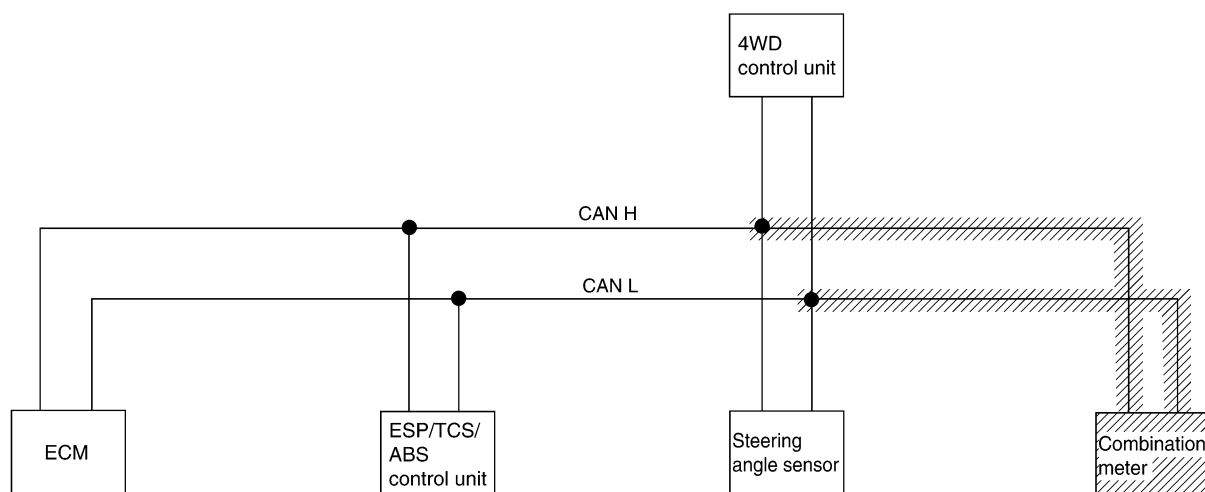 4WD
control unit
CAN H
CAN L
ECM
ESP/TCS/
ABS
control unit
Steering
angle sensor
Combination
meter